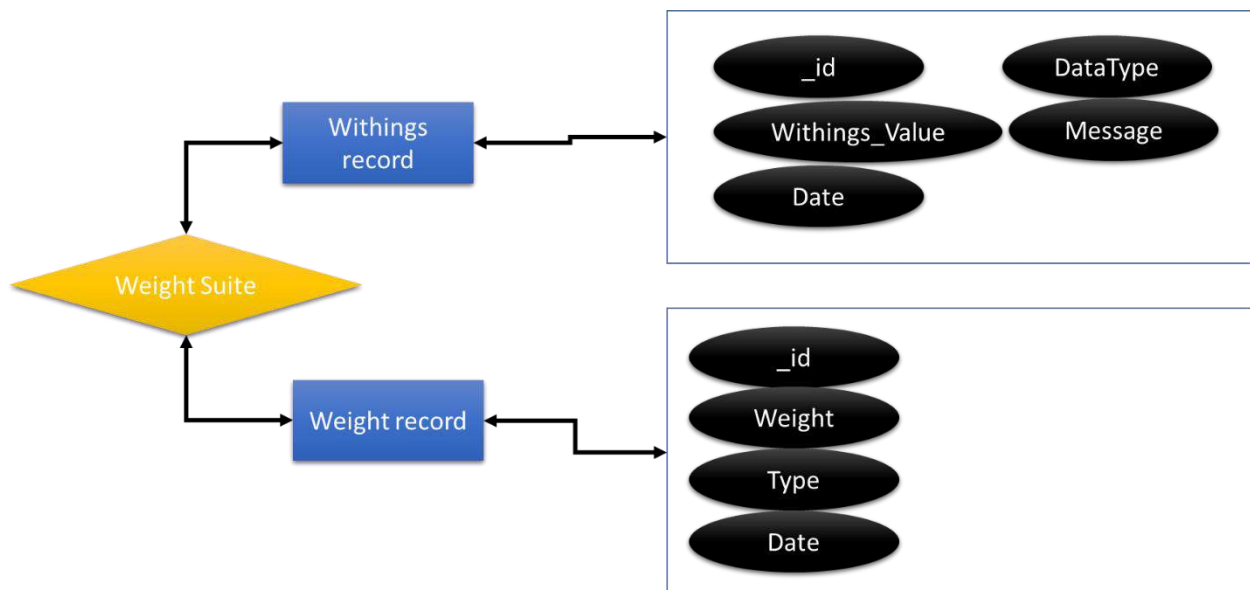 _id
DataType
Withings
record
Withings_Value
Message
Date
Weight Suite
_id
Weight record
Weight
Type
Date